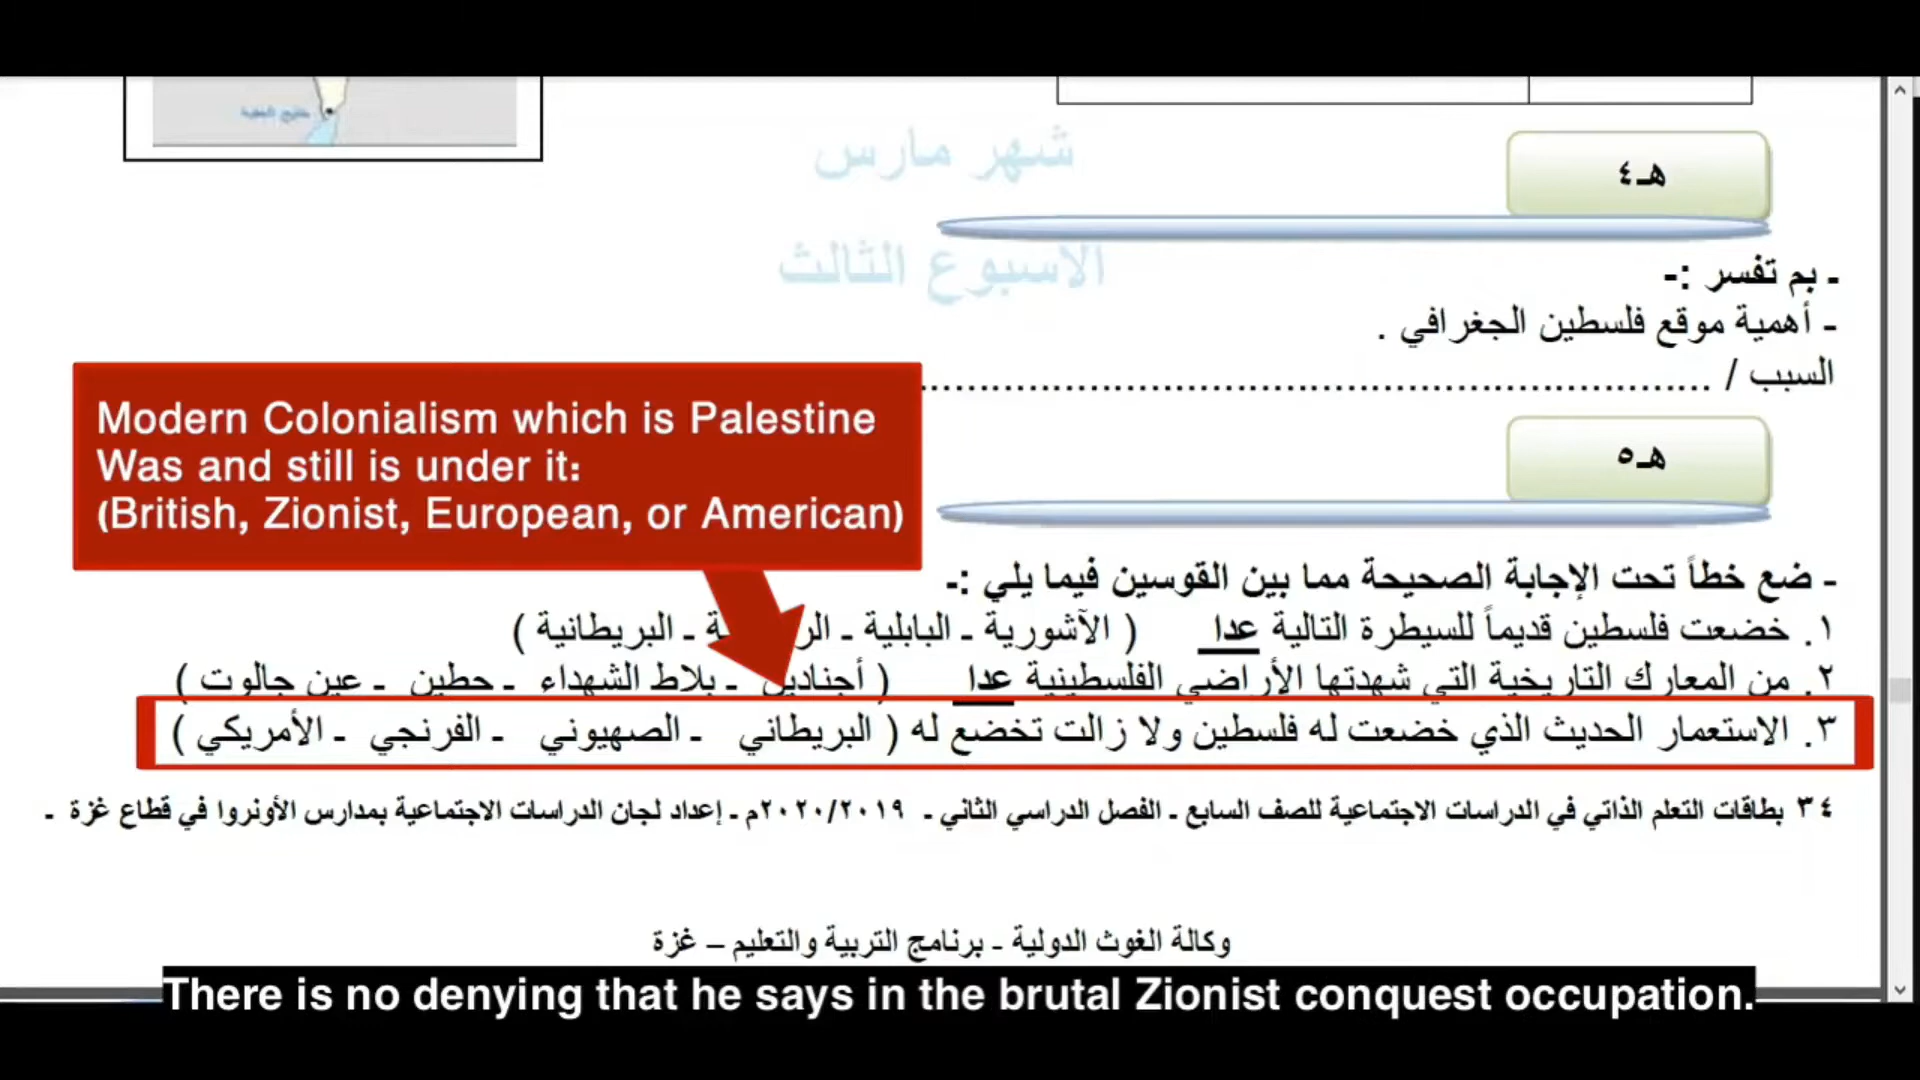 شهر مارس
هـ٤
الاسبوع الثالث
- بم تفسر :-
- أهمية موقع فلسطين الجغرافي .
السبب / ......................................................................
Modern Colonialism which is Palestine
Was and still is under it:
(British, Zionist, European, or American)
هـ٥
- ضع خطاً تحت الإجابة الصحيحة مما بين القوسين فيما يلي :-
١. خضعت فلسطين قديماً للسيطرة التالية عدا ( الآشورية - البابلية - - البريطانية )
٢. من المعارك التاريخية التي شهدتها الأراضي الفلسطينية عدا ( أجنادين - بلاط الشهداء - حطين - عين جالوت )
٣. الاستعمار الحديث الذي خضعت له فلسطين ولا زالت تخضع له ( البريطاني - الصهيوني - الفرنجي - الأمريكي )
٣٤ بطاقات التعلم الذاتي في الدراسات الاجتماعية للصف السابع - الفصل الدراسي الثاني - ٢٠٢٠/٢٠١٩م - إعداد لجان الدراسات الاجتماعية بمدارس الأونروا في قطاع غزة -
وكالة الغوث الدولية - برنامج التربية والتعليم – غزة
There is no denying that he says in the brutal Zionist conquest occupation.